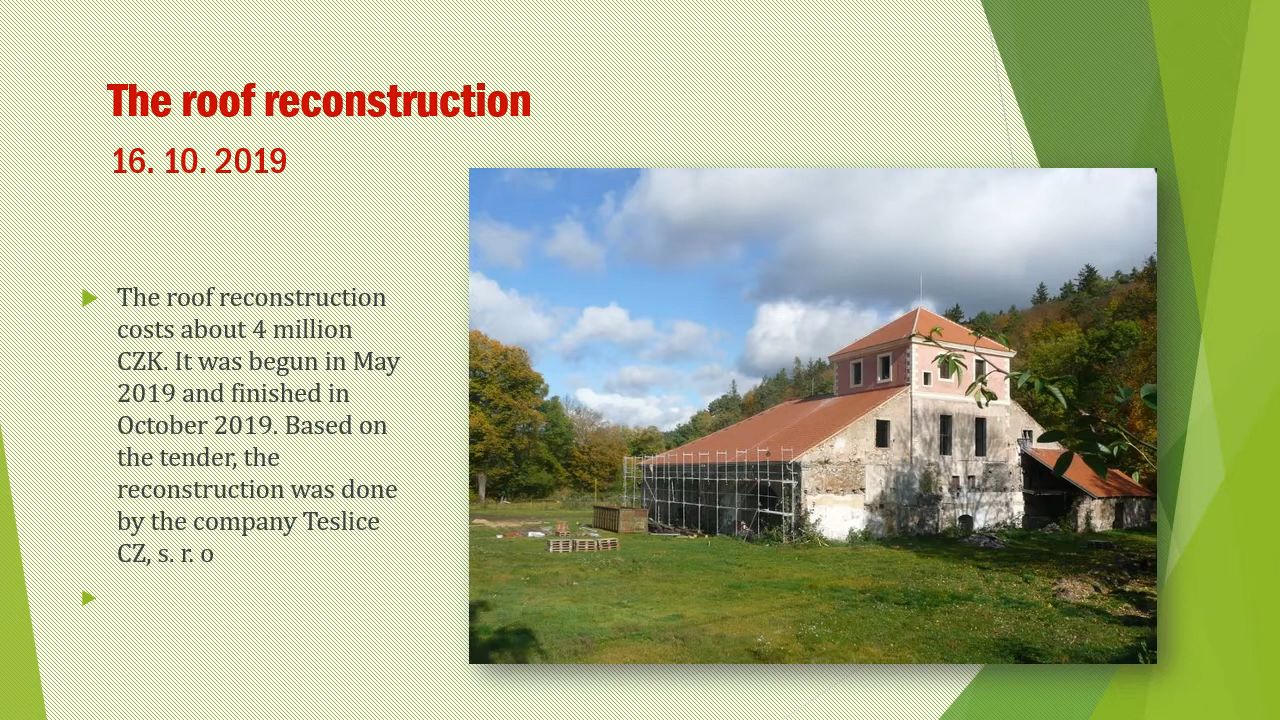 The roof reconstruction
16. 10. 2019
The roof reconstruction
costs about 4 million
CZK. It was begun in May
2019 and finished in
October 2019. Based on
the tender, the
reconstruction was done
by the company Teslice
CZ, s. r. o